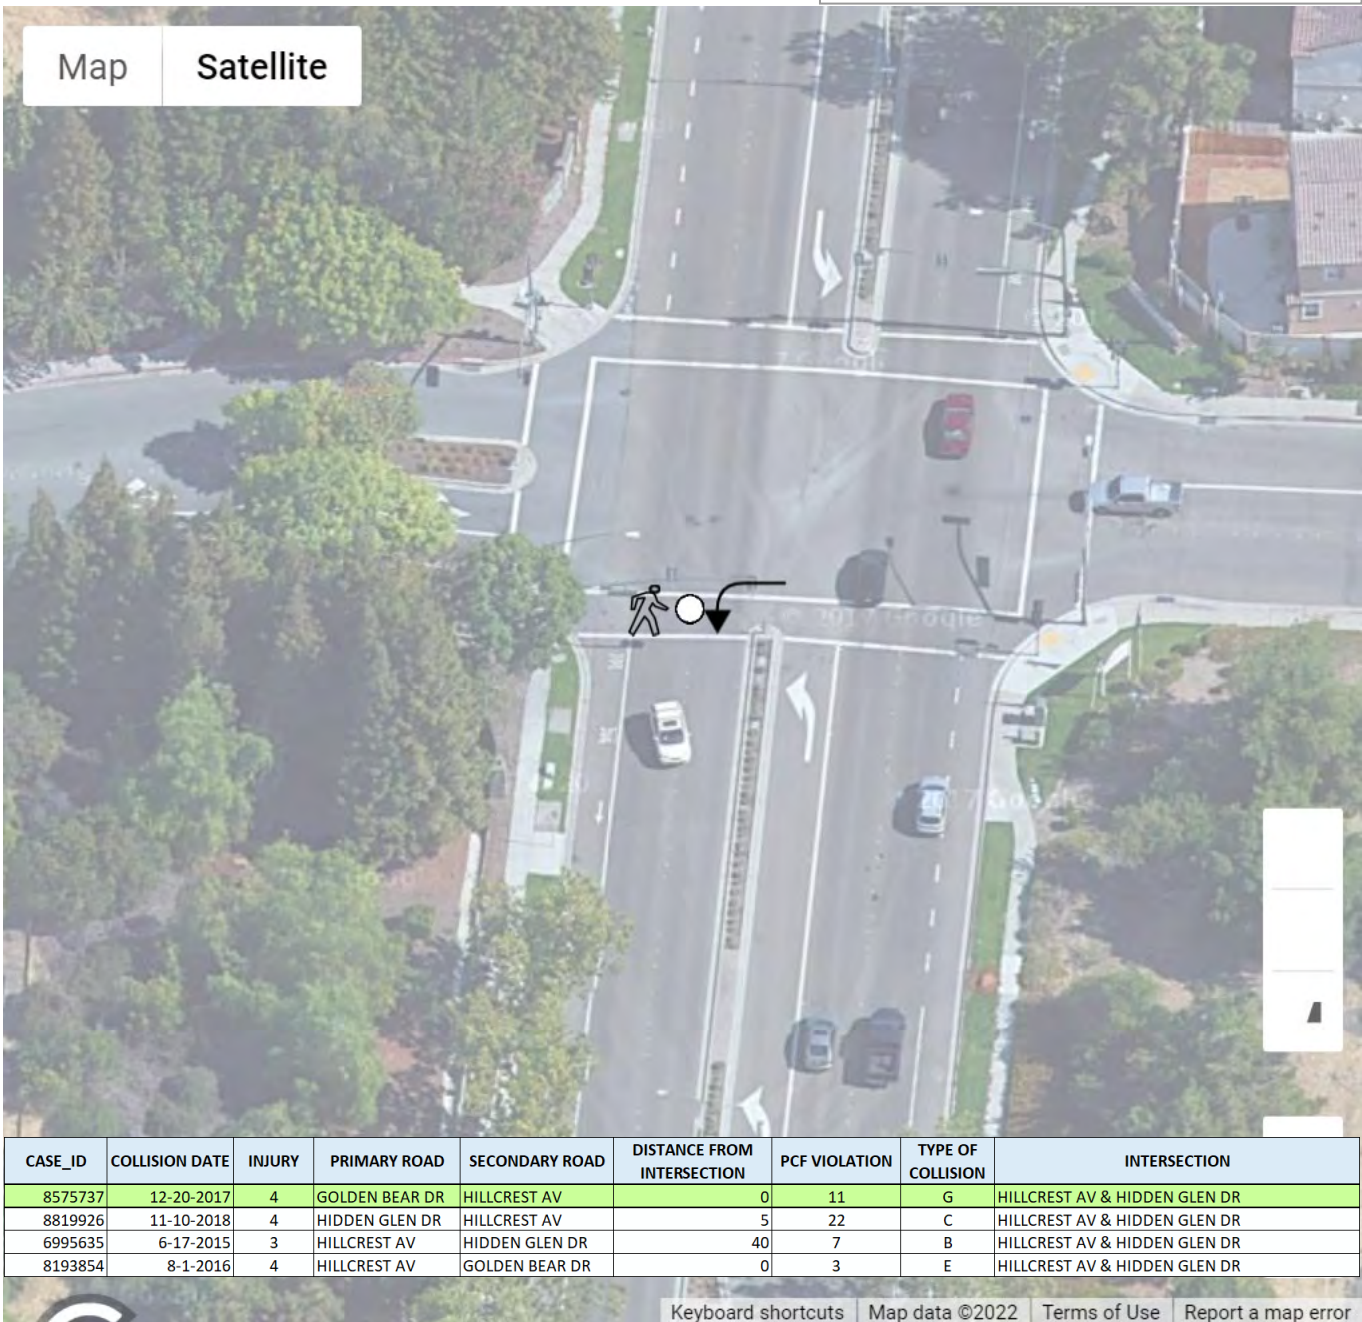 Map Satellite
CASE_ID COLLISION DATE INJURY PRIMARY ROAD SECONDARY ROAD DISTANCE FROM INTERSECTION PCF VIOLATION TYPE OF COLLISION INTERSECTION
8575737 12-20-2017 4 GOLDEN BEAR DR HILLCREST AV 0 11 G HILLCREST AV & HIDDEN GLEN DR
8819926 11-10-2018 4 HIDDEN GLEN DR HILLCREST AV 5 22 C HILLCREST AV & HIDDEN GLEN DR
6995635 6-17-2015 3 HILLCREST AV HIDDEN GLEN DR 40 7 B HILLCREST AV & HIDDEN GLEN DR
8193854 8-1-2016 4 HILLCREST AV GOLDEN BEAR DR 0 3 E HILLCREST AV & HIDDEN GLEN DR
Keyboard shortcuts Map data ©2022 Terms of Use Report a map error